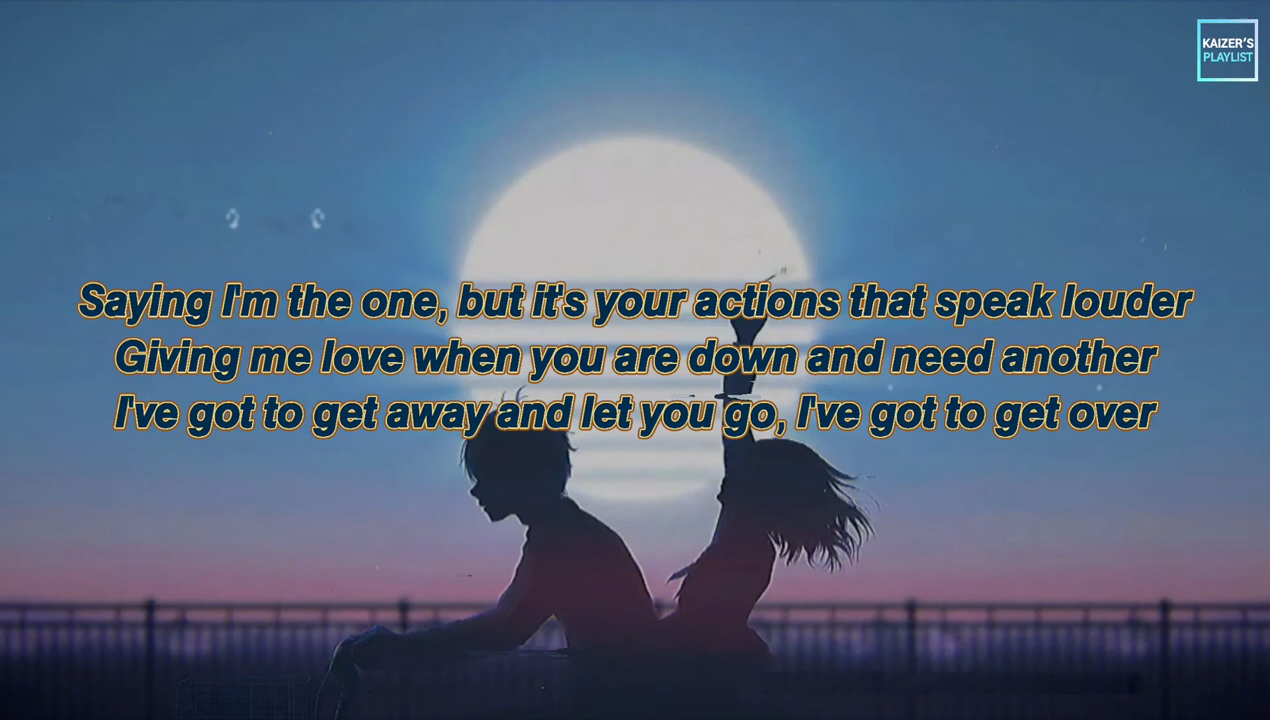 KAIZER'S
PLAYLIST
Saying I'm the one, but it's your actions that speak louder
Giving me love when you are down and need another
I've got to get away and let you go, I've got to get over